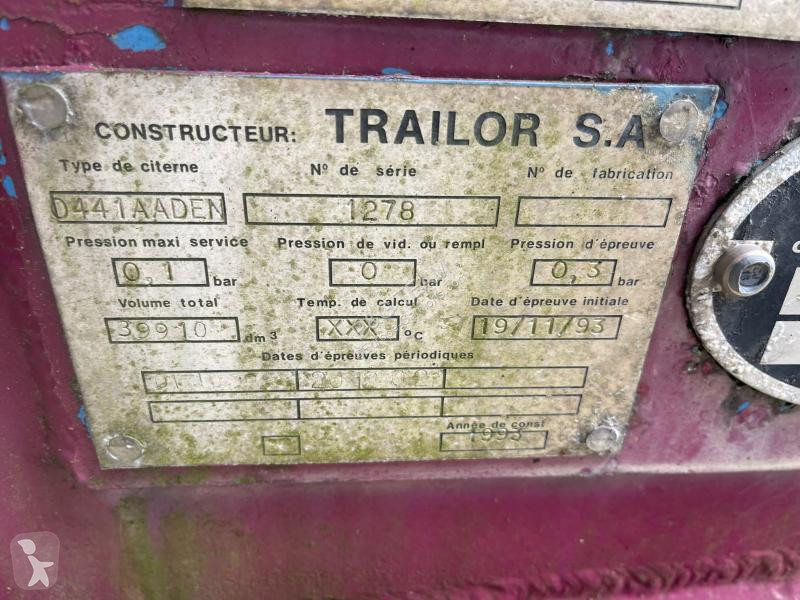 CONSTRUCTEUR: TRAILOR S.A
Type de citerne N° de série N° de fabrication
D441AADEN 1278
Pression maxi service Pression de vid. ou rempl Pression d'épreuve
0,1 bar 0 bar 0,3 bar
Volume total Temp. de calcul Date d'épreuve initiale
39910 dm3 XXX °C 19/11/93
Dates d'épreuves périodiques
Année de const
1993